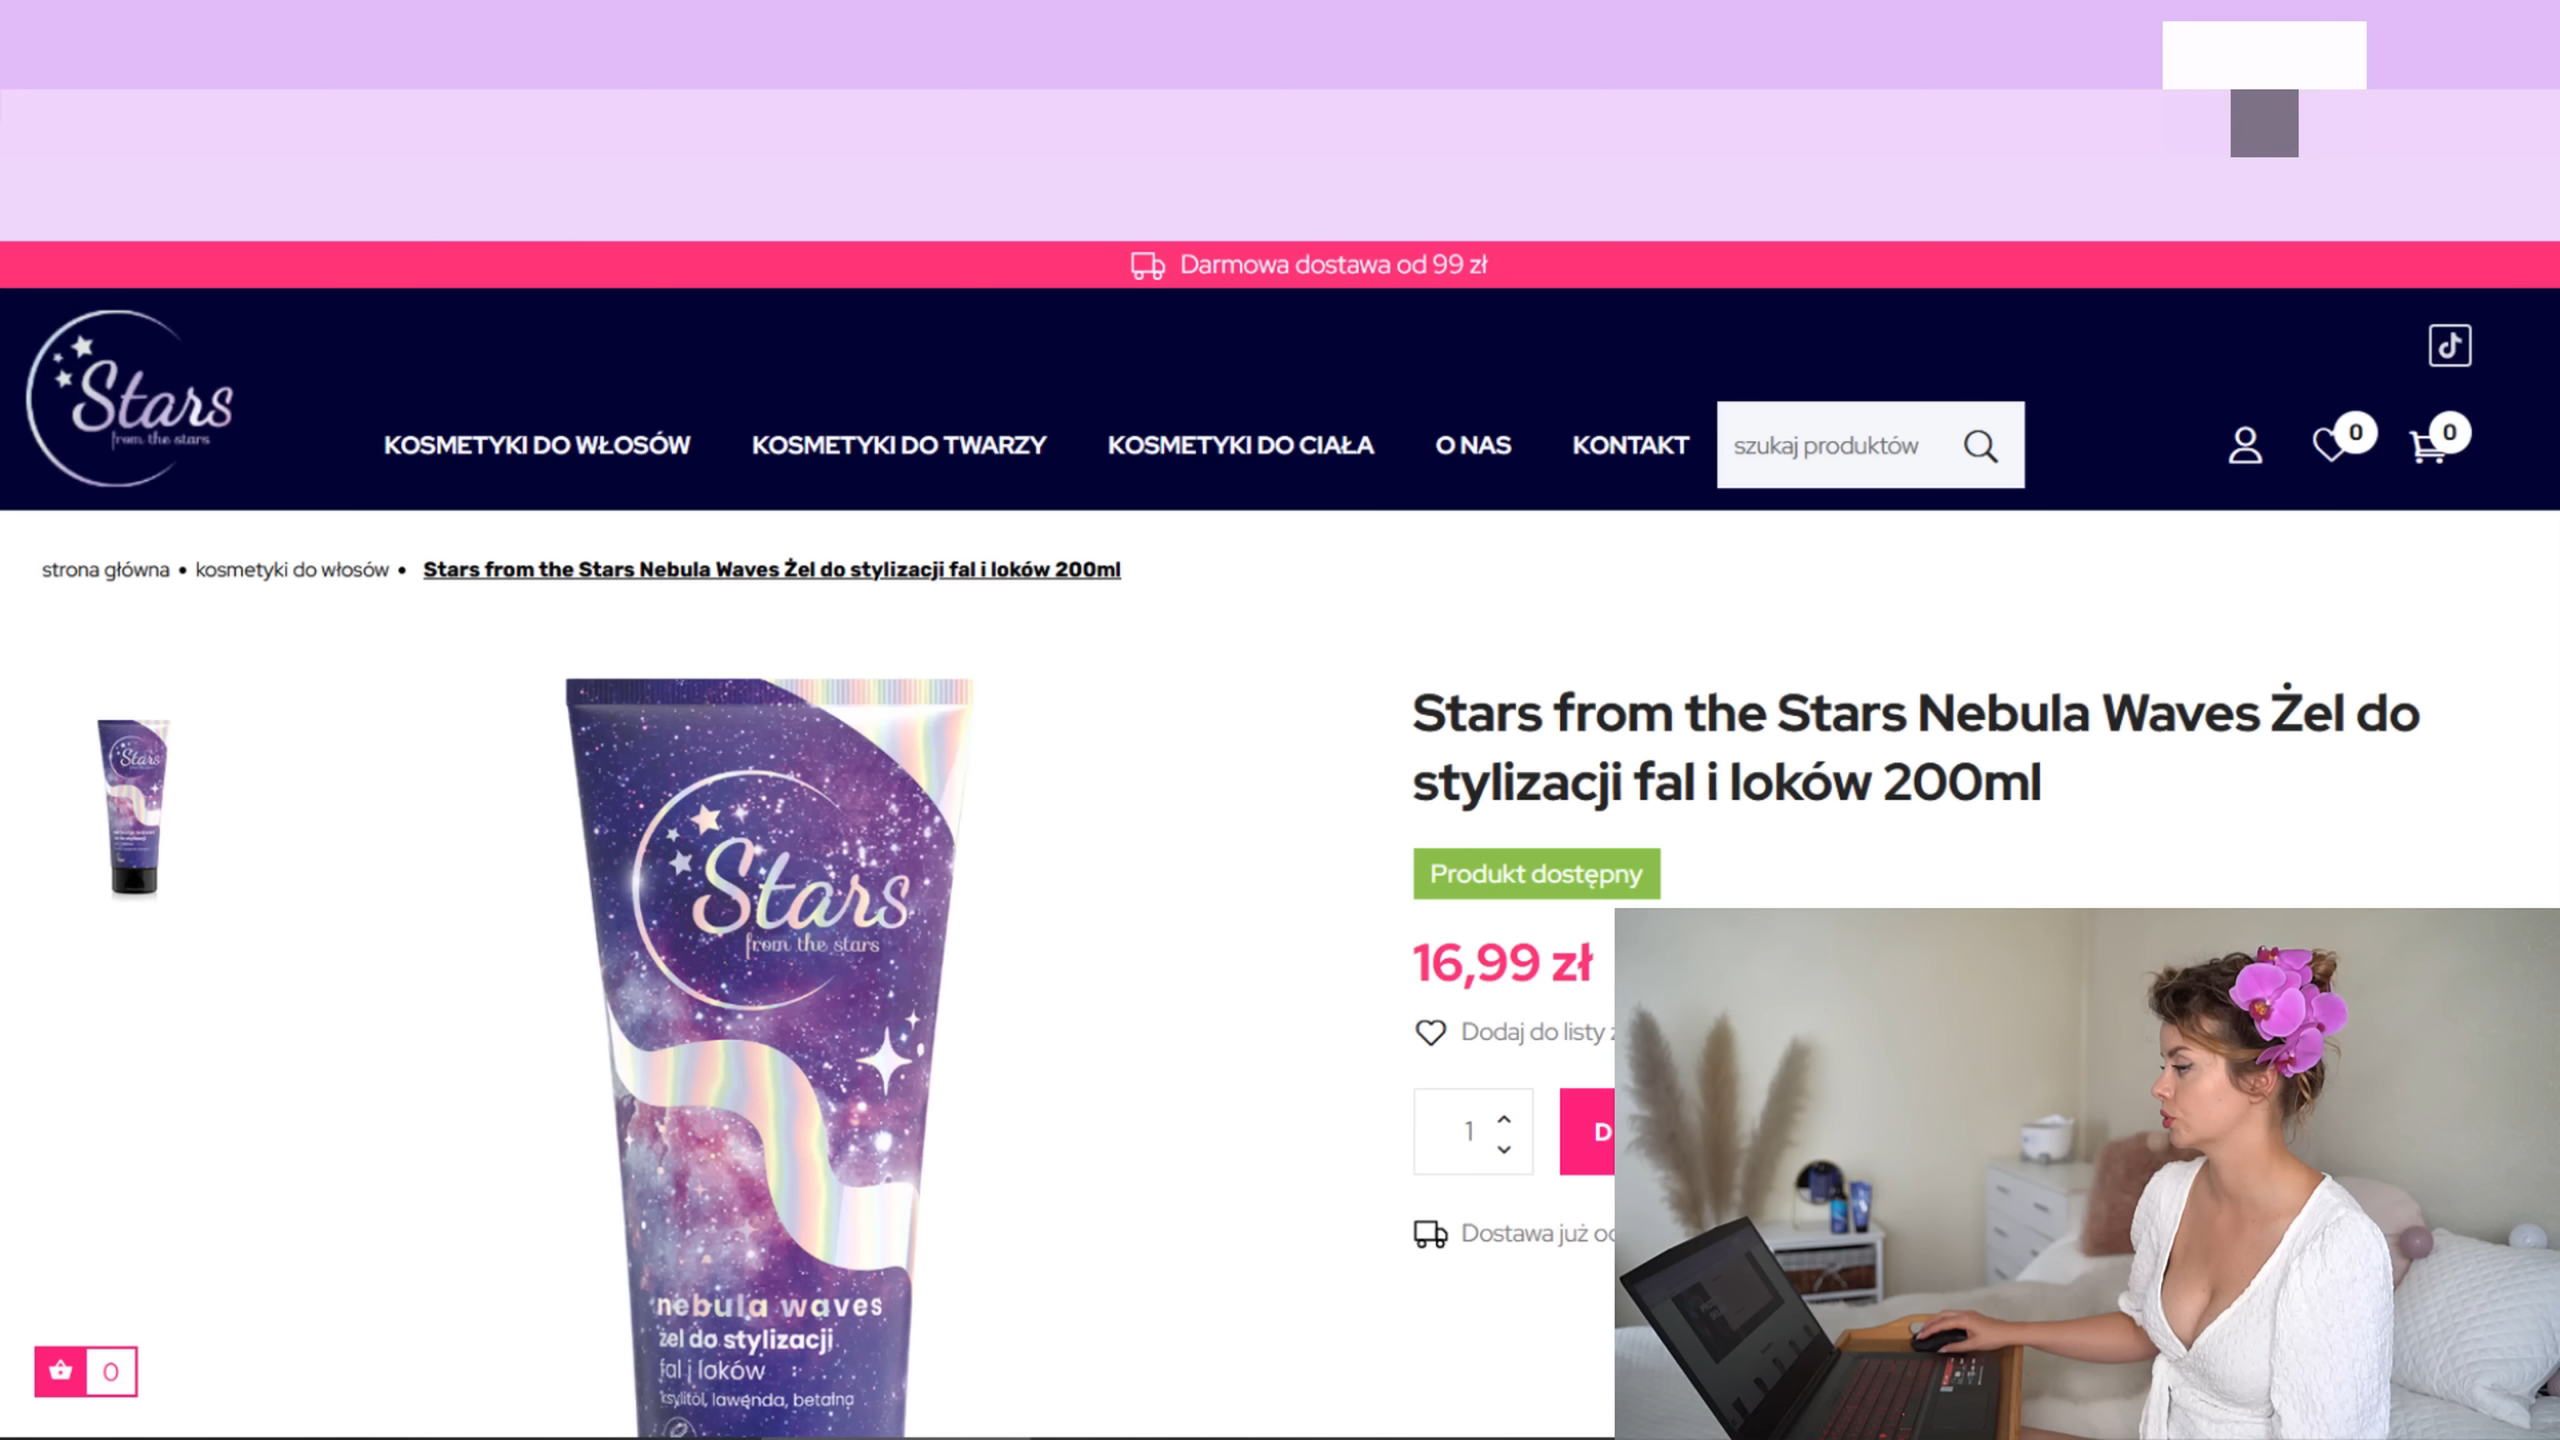 Darmowa dostawa od 99 zł
Stars
from the stars
KOSMETYKI DO WŁOSÓW
KOSMETYKI DO TWARZY
KOSMETYKI DO CIAŁA
O NAS
KONTAKT
szukaj produktów
0
0
strona główna • kosmetyki do włosów • Stars from the Stars Nebula Waves Żel do stylizacji fal i loków 200ml
Stars
Stars
from the stars
nebula waves
żel do stylizacji
fal i loków
ksylitol, lawenda, betaina
Stars from the Stars Nebula Waves Żel do
stylizacji fal i loków 200ml
Produkt dostępny
16,99 zł
Dodaj do listy
1
D
Dostawa już
0